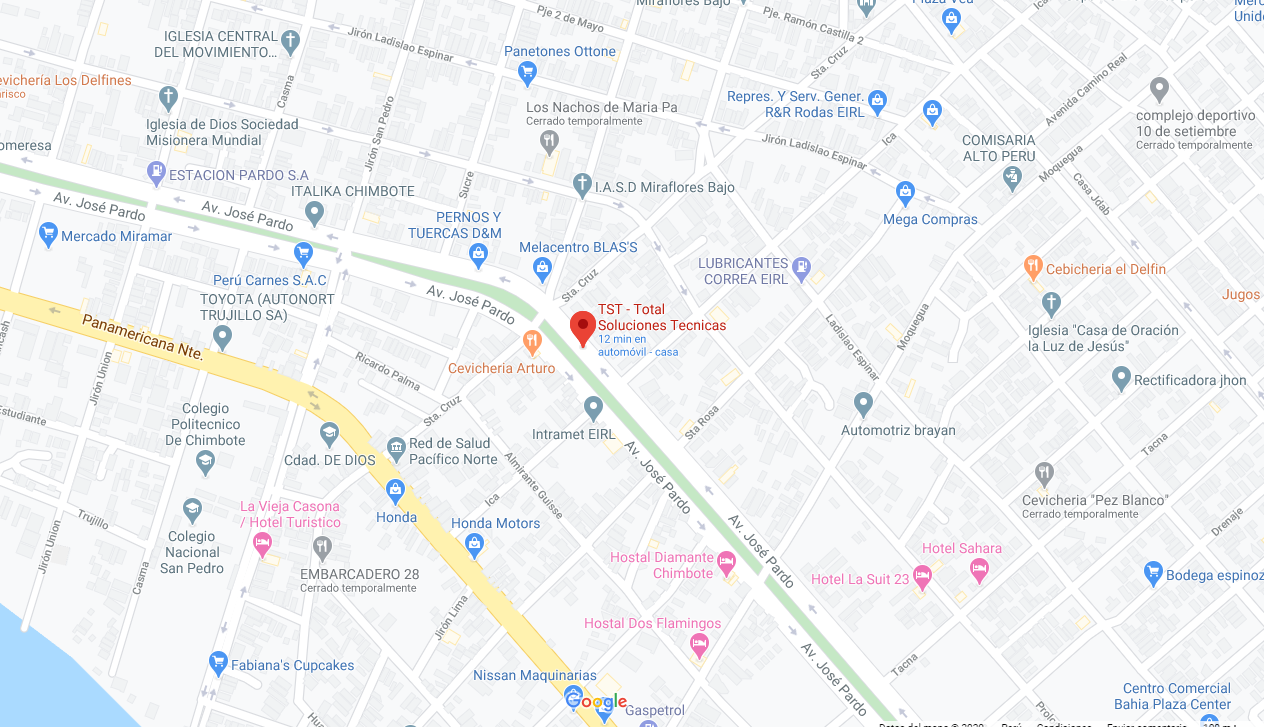 Miraflores Bajo
Plaza Vea
Pje 2 de Mayo
Pje. Ramón Castilla 2
Ica
Unido
IGLESIA CENTRAL
DEL MOVIMIENTO...
Jirón Ladislao Espinar
Panetones Ottone
Sta. Cruz
Avenida Camino Real
Cevichería Los Delfines
Casma
Jirón San Pedro
Los Nachos de Maria Pa
Cerrado temporalmente
Repres. Y Serv. Gener.
R&R Rodas EIRL
complejo deportivo
10 de setiembre
Cerrado temporalmente
Iglesia de Dios Sociedad
Misionera Mundial
Jirón Ladislao Espinar
Ica
COMISARIA
ALTO PERU
Moquegua
omeresa
ESTACION PARDO S.A
ITALIKA CHIMBOTE
Sucre
I.A.S.D Miraflores Bajo
Casa Jdab
Av. José Pardo
Av. José Pardo
PERNOS Y
TUERCAS D&M
Mega Compras
Mercado Miramar
Melacentro BLAS'S
Perú Carnes S.A.C
Sta. Cruz
LUBRICANTES
CORREA EIRL
Cebicheria el Delfin
TOYOTA (AUTONORT
TRUJILLO SA)
Av. José Pardo
Jugos
TST - Total
Soluciones Tecnicas
12 min en
automóvil - casa
Panamericana Nte.
Moquegua
Ladislao Espinar
Iglesia "Casa de Oración
la Luz de Jesús"
Cevicheria Arturo
Ricardo Palma
Jirón Union
Rectificadora jhon
Estudiante
Colegio
Politecnico
De Chimbote
Sta. Cruz
Sta Rosa
Intramet EIRL
Automotriz brayan
Cdad. DE DIOS
Red de Salud
Pacífico Norte
Av. José Pardo
Tacna
Almirante Guisse
Ica
Cevicheria "Pez Blanco"
Cerrado temporalmente
La Vieja Casona
/ Hotel Turistico
Honda
Honda Motors
Trujillo
Jirón Union
Colegio
Nacional
San Pedro
Av. José Pardo
Drenaje
Casma
EMBARCADERO 28
Cerrado temporalmente
Hostal Diamante
Chimbote
Hotel Sahara
Hotel La Suit 23
Bodega espinoz
Jirón Lima
Hostal Dos Flamingos
Fabiana's Cupcakes
Av. José Pardo
Tacna
Nissan Maquinarias
Google
Gaspetrol
Centro Comercial
Bahia Plaza Center